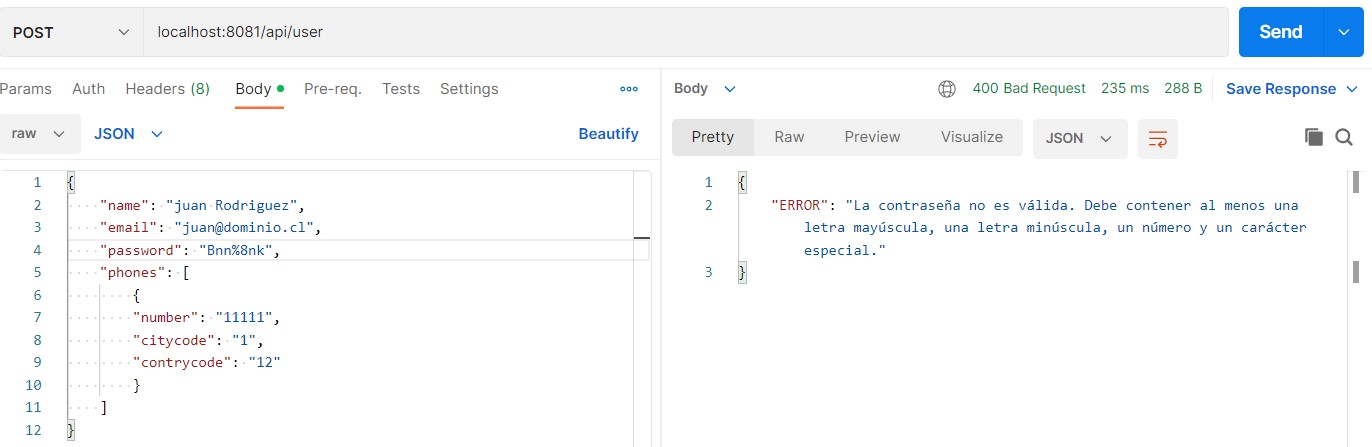 POST localhost:8081/api/user Send
Params Auth Headers (8) Body Pre-req. Tests Settings
raw JSON Beautify
1 {
2 "name": "juan Rodriguez",
3 "email": "juan@dominio.cl",
4 "password": "Bnn%8nk",
5 "phones": [
6 {
7 "number": "11111",
8 "citycode": "1",
9 "contrycode": "12"
10 }
11 ]
12 }
Body 400 Bad Request 235 ms 288 B Save Response
Pretty Raw Preview Visualize JSON
1 {
2 "ERROR": "La contraseña no es válida. Debe contener al menos una
letra mayúscula, una letra minúscula, un número y un carácter
especial."
3 }